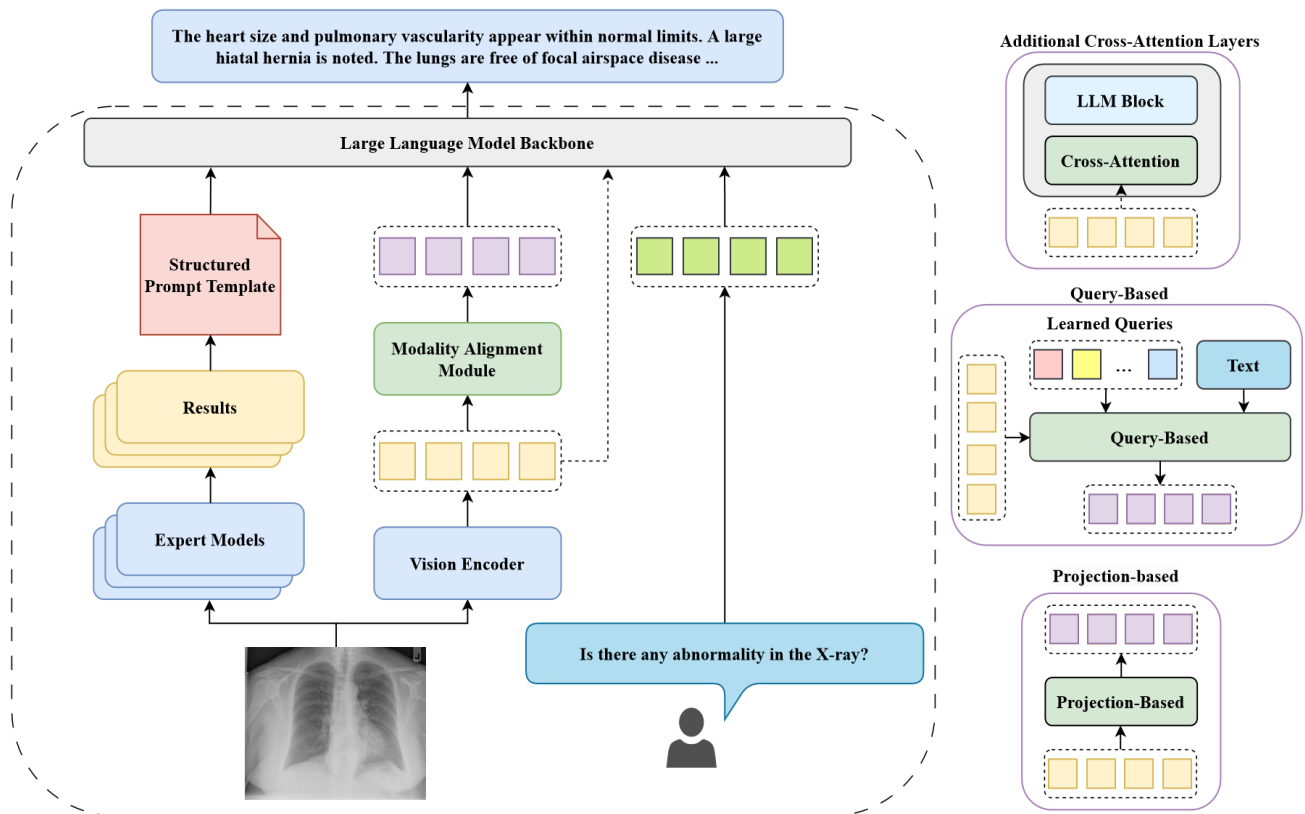 The heart size and pulmonary vascularity appear within normal limits. A large
hiatal hernia is noted. The lungs are free of focal airspace disease ...
Large Language Model Backbone
Structured
Prompt Template
Modality Alignment
Module
Results
Expert Models
Vision Encoder
Is there any abnormality in the X-ray?
Additional Cross-Attention Layers
LLM Block
Cross-Attention
Query-Based
Learned Queries
...
Text
Query-Based
Projection-based
Projection-Based